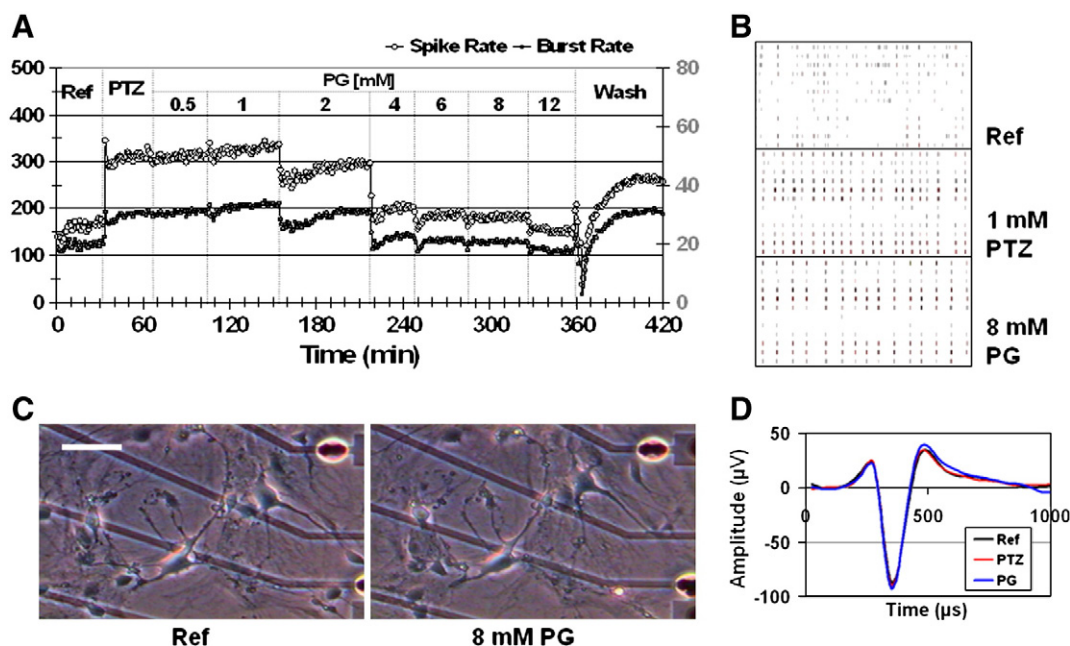 A
Spike Rate Burst Rate
500
400
300
200
100
0
80
60
40
20
0
Ref
PTZ
PG [mM]
0.5 1 2 4 6 8 12
Wash
0 60 120 180 240 300 360 420
Time (min)
B
Ref
1 mM
PTZ
8 mM
PG
C
Ref
8 mM PG
D
Amplitude (µV)
50
0
-50
-100
0 500 1000
Ref
PTZ
PG
Time (µs)